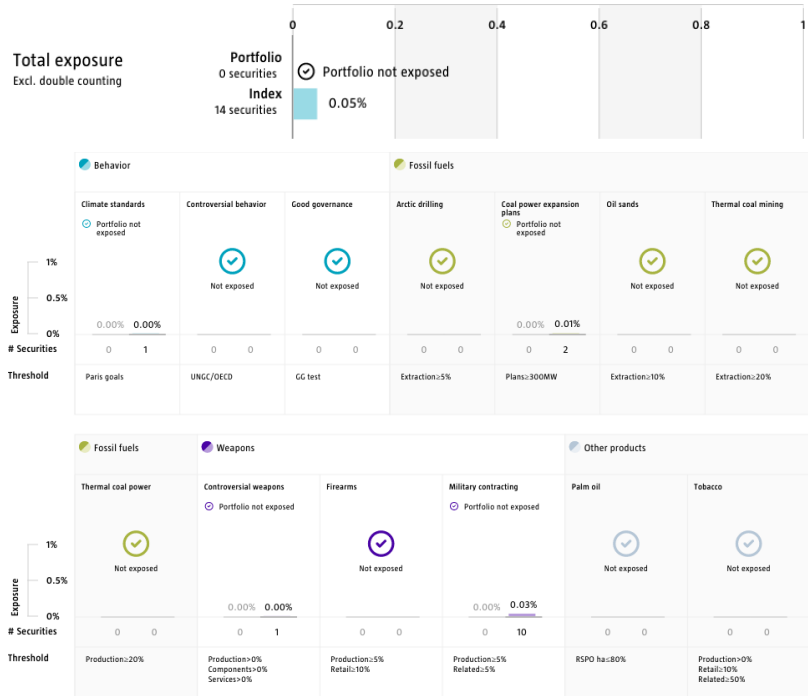 0 0.2 0.4 0.6 0.8 1
Total exposure
Excl. double counting
Portfolio
0 securities
Portfolio not exposed
Index
14 securities
0.05%
Behavior
Fossil fuels
Climate standards
Controversial behavior
Good governance
Arctic drilling
Coal power expansion
plans
Oil sands
Thermal coal mining
Portfolio not
exposed
Portfolio not
exposed
Not exposed
Not exposed
Not exposed
Not exposed
Not exposed
Exposure
1%
0.5%
0%
0.00% 0.00%
0.00% 0.01%
# Securities
0 1
0 0
0 0
0 0
0 2
0 0
0 0
Threshold
Paris goals
UNGC/OECD
GG test
Extraction≥5%
Plans≥300MW
Extraction≥10%
Extraction≥20%
Fossil fuels
Weapons
Other products
Thermal coal power
Controversial weapons
Firearms
Military contracting
Palm oil
Tobacco
Portfolio not exposed
Portfolio not exposed
Not exposed
Not exposed
Not exposed
Not exposed
Exposure
1%
0.5%
0%
0.00% 0.00%
0.00% 0.03%
# Securities
0 0
0 1
0 0
0 10
0 0
0 0
Threshold
Production≥20%
Production>0%
Components>0%
Services>0%
Production≥5%
Retail≥10%
Production≥5%
Related≥5%
RSPO ha≤80%
Production>0%
Retail≥10%
Related≥50%